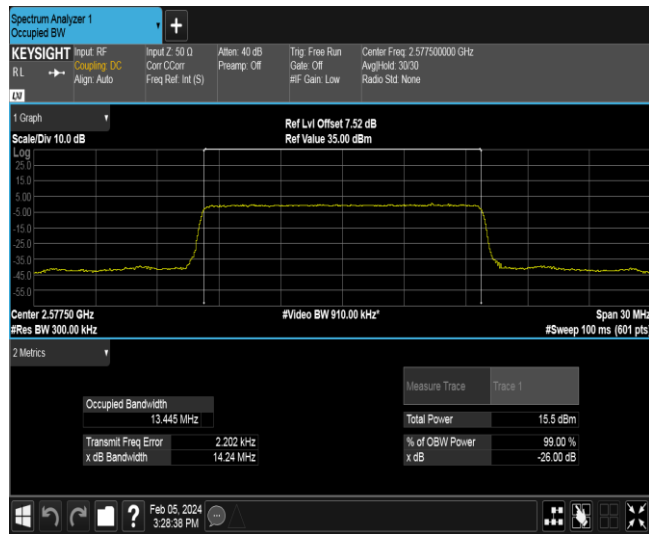 Spectrum Analyzer 1
Occupied BW
+
KEYSIGHT
RL
LXI
Input: RF
Coupling: DC
Align: Auto
Input Z: 50 Ω
Corr CCorr
Freq Ref: Int (S)
Atten: 40 dB
Preamp: Off
Trig: Free Run
Gate: Off
#IF Gain: Low
Center Freq: 2.577500000 GHz
Avg|Hold: 30/30
Radio Std: None
1 Graph
Scale/Div 10.0 dB
Ref Lvl Offset 7.52 dB
Ref Value 35.00 dBm
Log
25.0
15.0
5.00
-5.00
-15.0
-25.0
-35.0
-45.0
-55.0
Center 2.57750 GHz
#Res BW 300.00 kHz
#Video BW 910.00 kHz*
Span 30 MHz
#Sweep 100 ms (601 pts)
2 Metrics
Measure Trace Trace 1
Occupied Bandwidth
13.445 MHz
Total Power 15.5 dBm
Transmit Freq Error 2.202 kHz
% of OBW Power 99.00 %
x dB Bandwidth 14.24 MHz
x dB -26.00 dB
?
Feb 05, 2024
3:28:38 PM